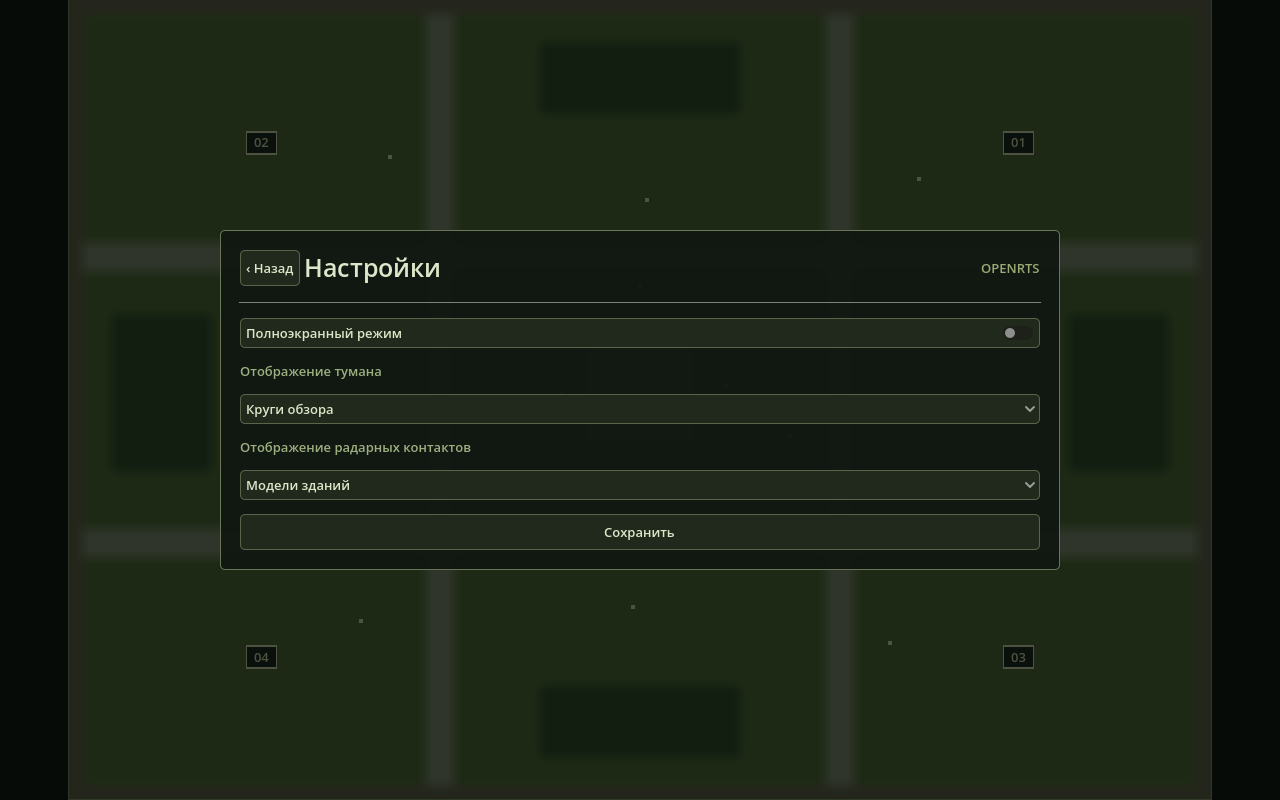 02
01
‹ Назад
Настройки
OPENRTS
Полноэкранный режим
Отображение тумана
Круги обзора
Отображение радарных контактов
Модели зданий
Сохранить
04
03